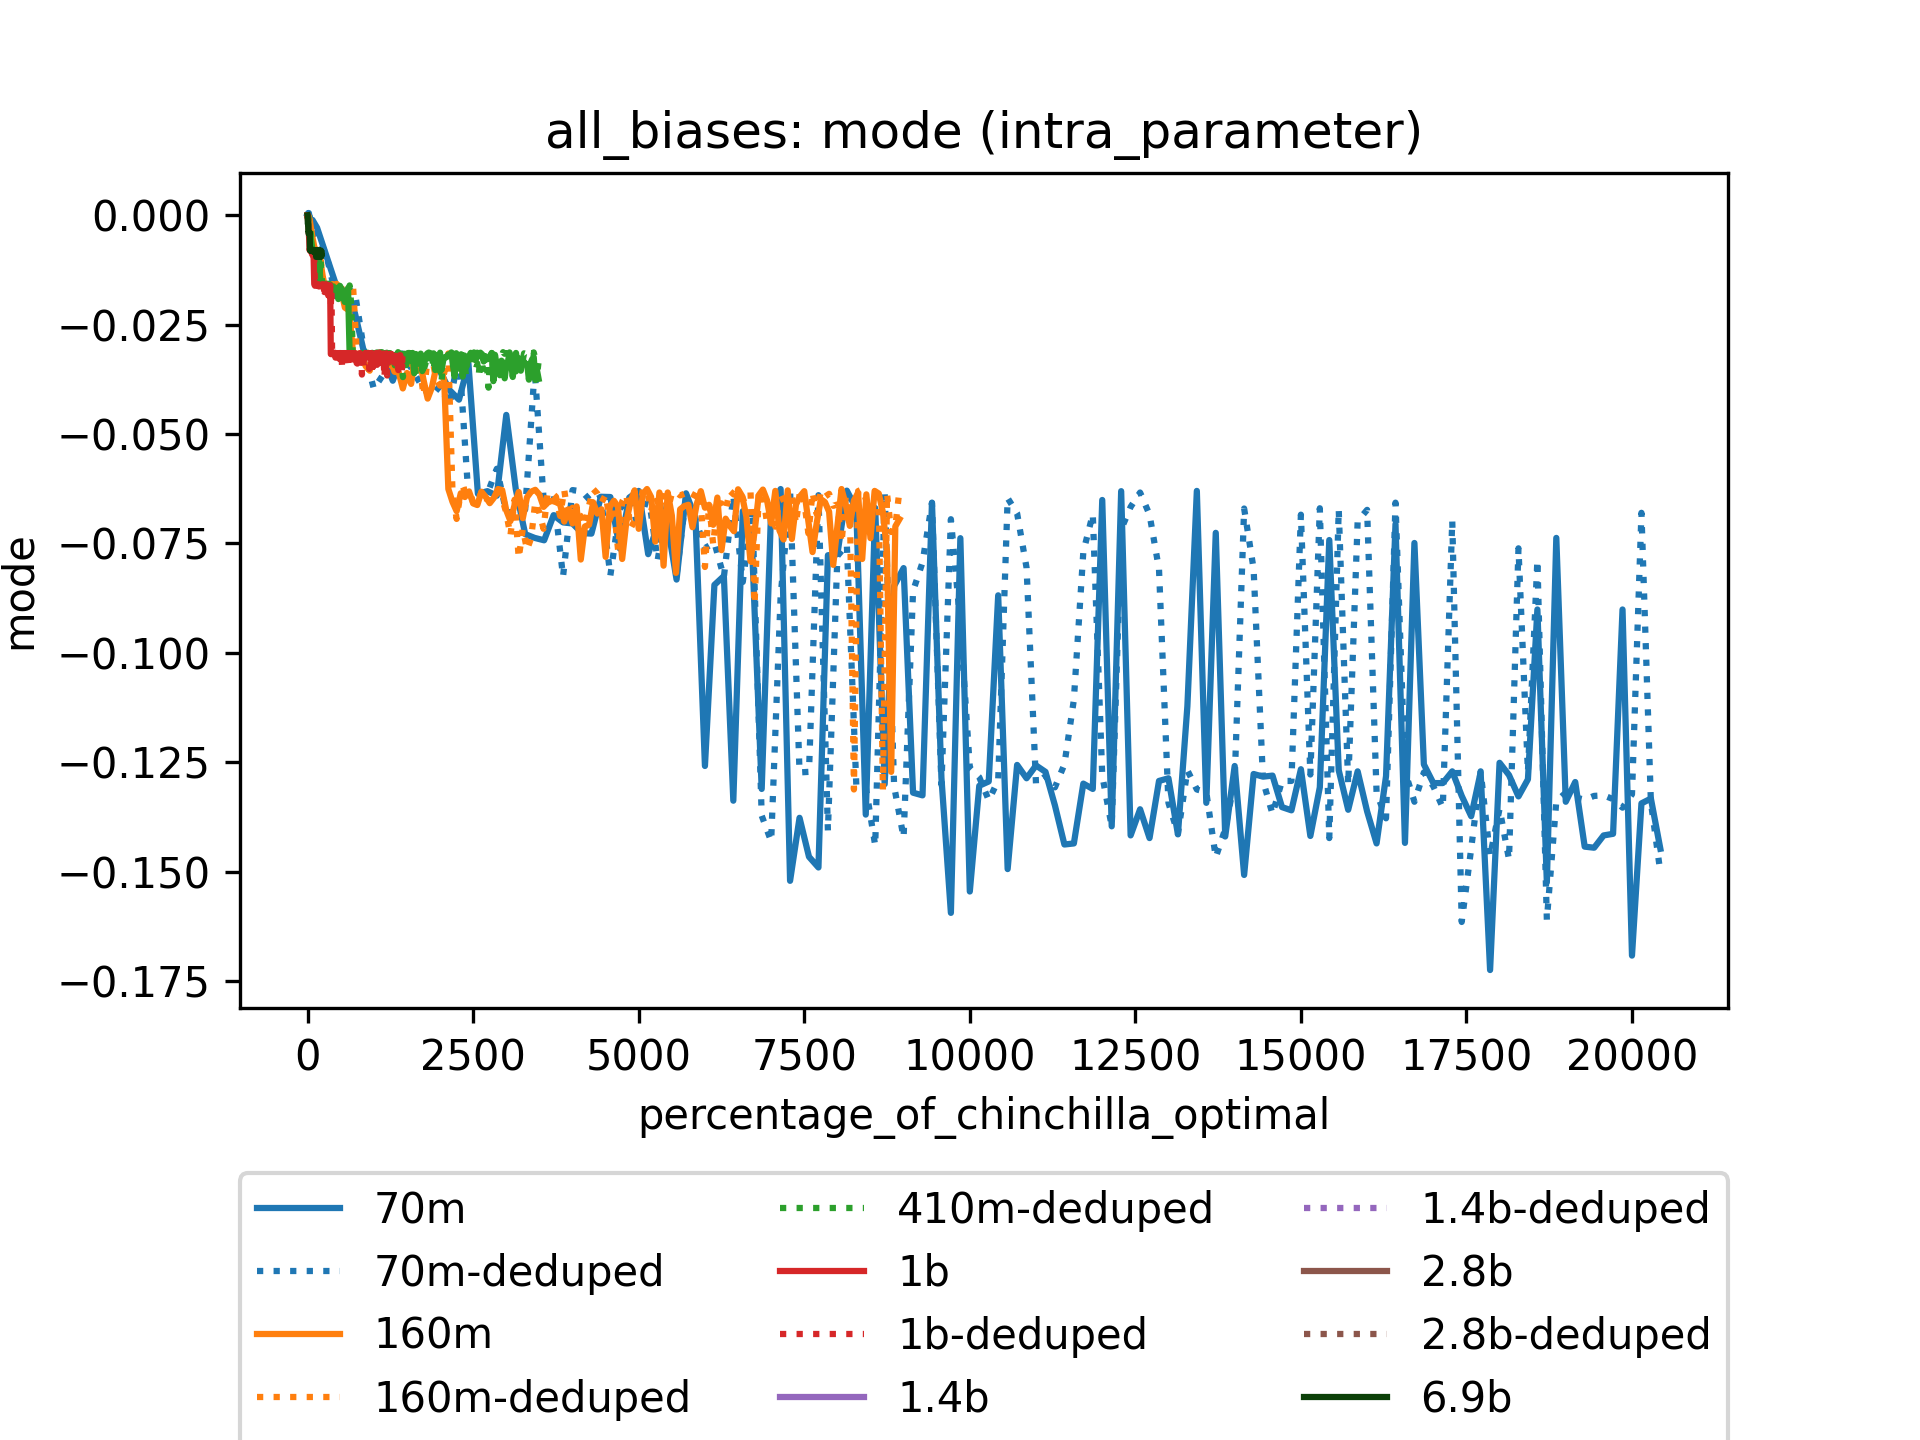 all_biases: mode (intra_parameter)
mode
0.000
−0.025
−0.050
−0.075
−0.100
−0.125
−0.150
−0.175
0 2500 5000 7500 10000 12500 15000 17500 20000
percentage_of_chinchilla_optimal
70m
70m-deduped
160m
160m-deduped
410m-deduped
1b
1b-deduped
1.4b
1.4b-deduped
2.8b
2.8b-deduped
6.9b